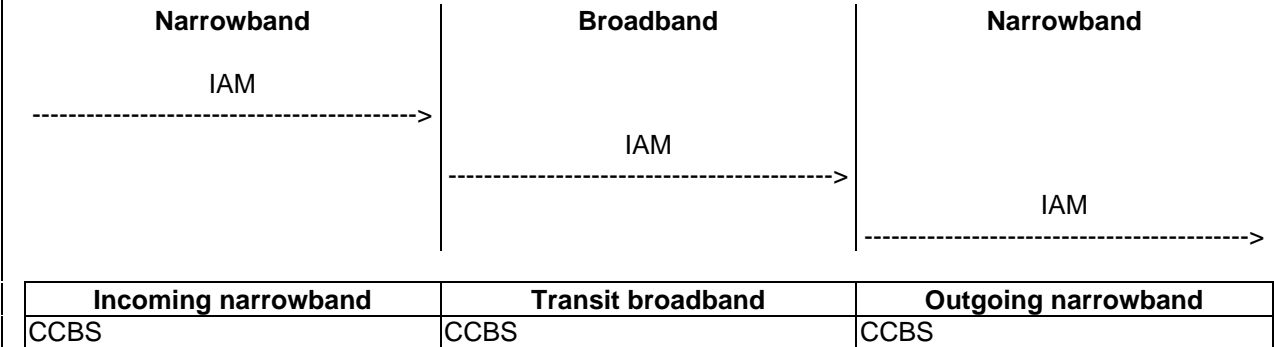 Narrowband Broadband Narrowband
IAM
----------------------------------------->
IAM
----------------------------------------->
IAM
----------------------------------------->
Incoming narrowband Transit broadband Outgoing narrowband
CCBS CCBS CCBS